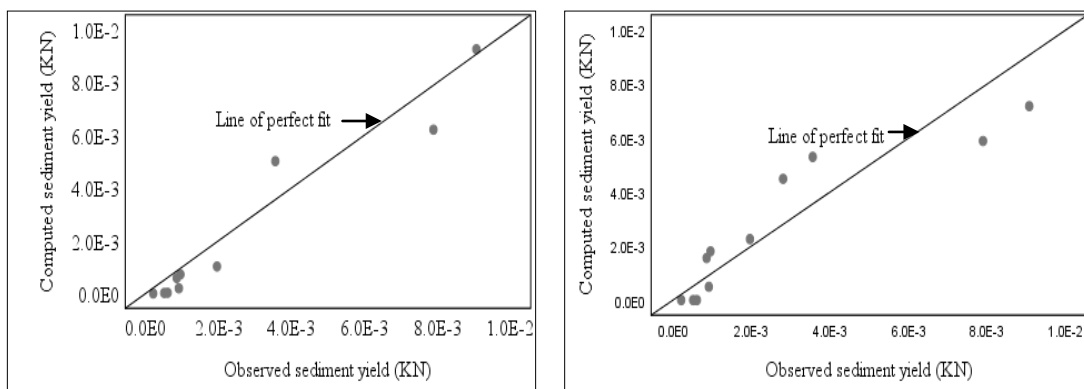 Computed sediment yield (KN)
1.0E-2
8.0E-3
6.0E-3
4.0E-3
2.0E-3
0.0E0
Line of perfect fit
0.0E0 2.0E-3 4.0E-3 6.0E-3 8.0E-3 1.0E-2
Observed sediment yield (KN)
Computed sediment yield (KN)
1.0E-2
8.0E-3
6.0E-3
4.0E-3
2.0E-3
0.0E0
Line of perfect fit
0.0E0 2.0E-3 4.0E-3 6.0E-3 8.0E-3 1.0E-2
Observed sediment yield (KN)